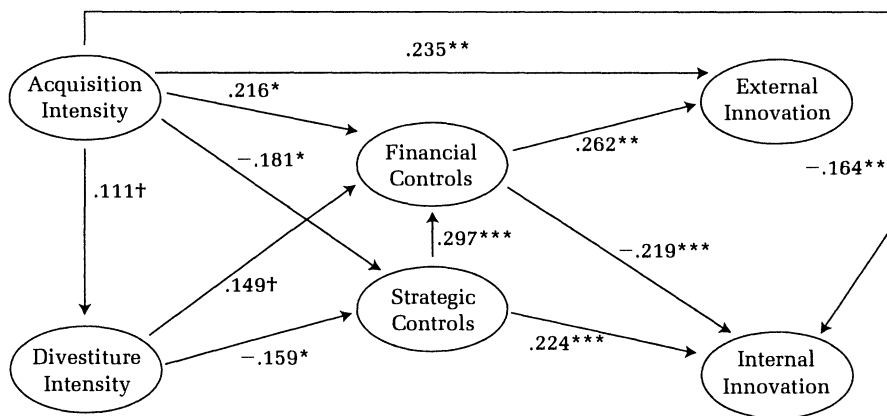 .235**
Acquisition
Intensity
External
Innovation
.216*
.262**
Financial
Controls
−.181*
−.164**
.111†
.297***
−.219***
.149†
Strategic
Controls
.224***
−.159*
Divestiture
Intensity
Internal
Innovation